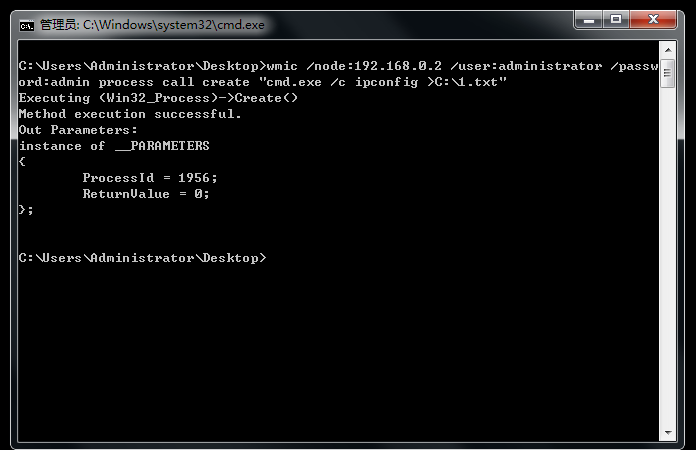 管理员: C:\Windows\system32\cmd.exe
C:\Users\Administrator\Desktop>wmic /node:192.168.0.2 /user:administrator /passw
ord:admin process call create "cmd.exe /c ipconfig >C:\1.txt"
Executing (Win32_Process)->Create()
Method execution successful.
Out Parameters:
instance of __PARAMETERS
{
        ProcessId = 1956;
        ReturnValue = 0;
};
C:\Users\Administrator\Desktop>